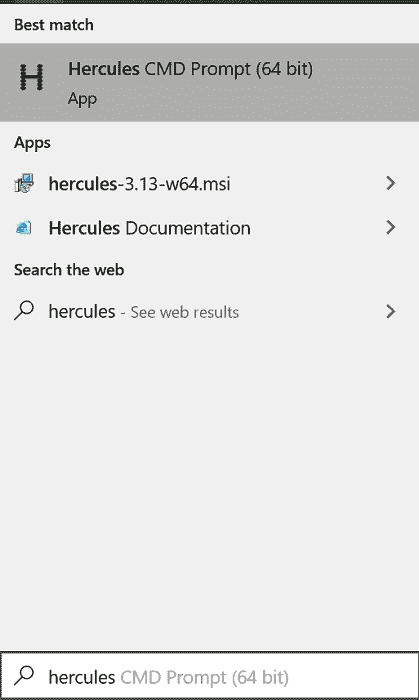 Best match
Hercules CMD Prompt (64 bit)
App
Apps
hercules-3.13-w64.msi
Hercules Documentation
Search the web
hercules - See web results
hercules CMD Prompt (64 bit)